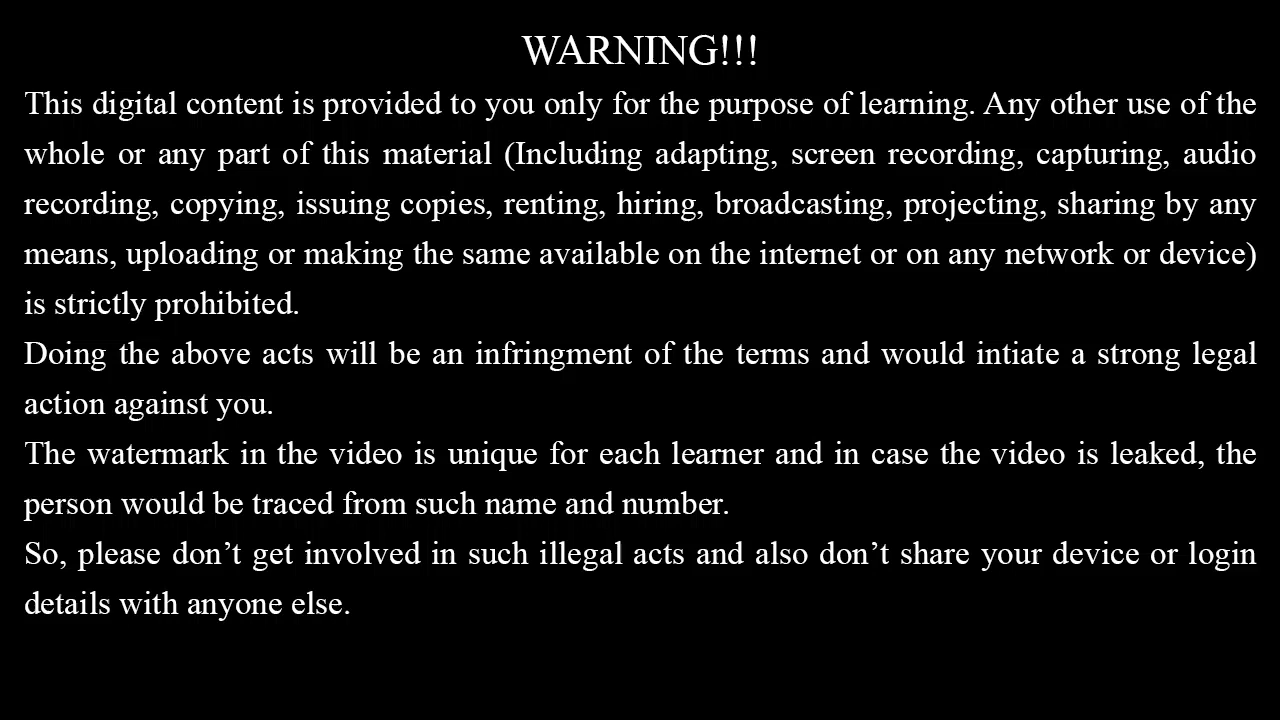 WARNING!!!
This digital content is provided to you only for the purpose of learning. Any other use of the
whole or any part of this material (Including adapting, screen recording, capturing, audio
recording, copying, issuing copies, renting, hiring, broadcasting, projecting, sharing by any
means, uploading or making the same available on the internet or on any network or device)
is strictly prohibited.
Doing the above acts will be an infringment of the terms and would intiate a strong legal
action against you.
The watermark in the video is unique for each learner and in case the video is leaked, the
person would be traced from such name and number.
So, please don’t get involved in such illegal acts and also don’t share your device or login
details with anyone else.